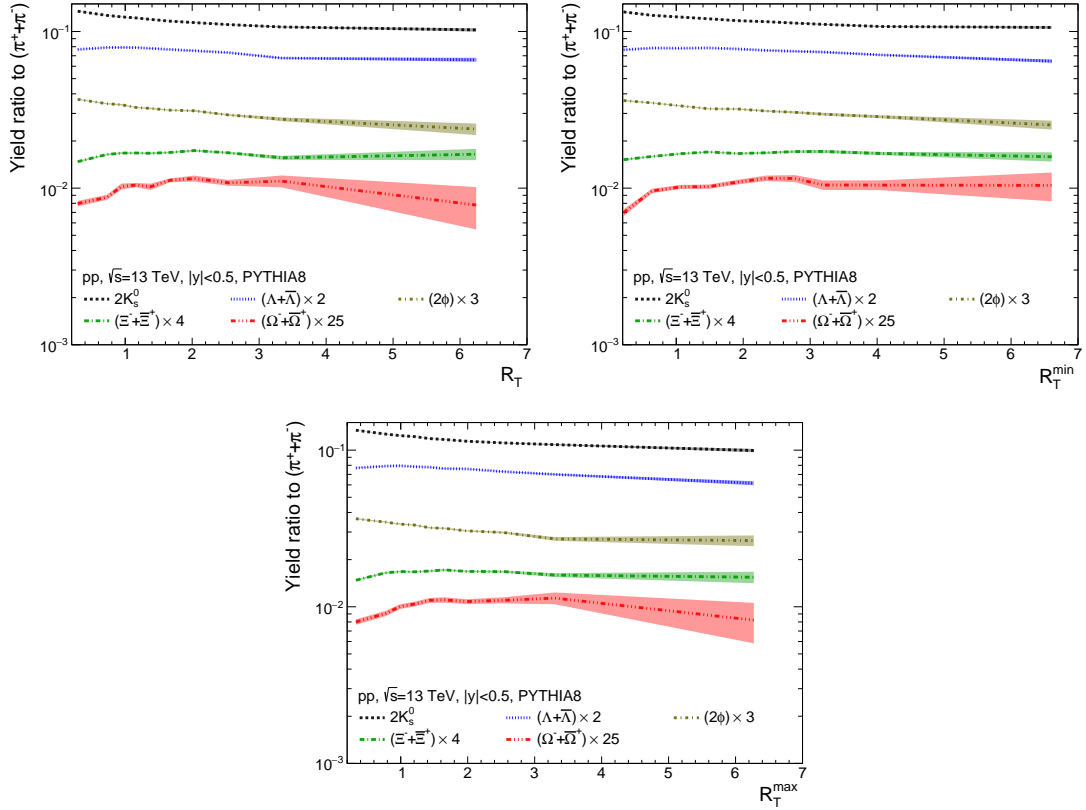 Yield ratio to (π⁺+π⁻)
10⁻¹
10⁻²
10⁻³
pp, √s=13 TeV, |y|<0.5, PYTHIA8
2K⁰ₛ (Λ+Λ̅)×2 (2ϕ)×3
(Ξ⁻+Ξ̅⁺)×4 (Ω⁻+Ω̅⁺)×25
1 2 3 4 5 6 7
R_T
Yield ratio to (π⁺+π⁻)
10⁻¹
10⁻²
10⁻³
pp, √s=13 TeV, |y|<0.5, PYTHIA8
2K⁰ₛ (Λ+Λ̅)×2 (2ϕ)×3
(Ξ⁻+Ξ̅⁺)×4 (Ω⁻+Ω̅⁺)×25
1 2 3 4 5 6 7
R_T^min
Yield ratio to (π⁺+π⁻)
10⁻¹
10⁻²
10⁻³
pp, √s=13 TeV, |y|<0.5, PYTHIA8
2K⁰ₛ (Λ+Λ̅)×2 (2ϕ)×3
(Ξ⁻+Ξ̅⁺)×4 (Ω⁻+Ω̅⁺)×25
1 2 3 4 5 6 7
R_T^max